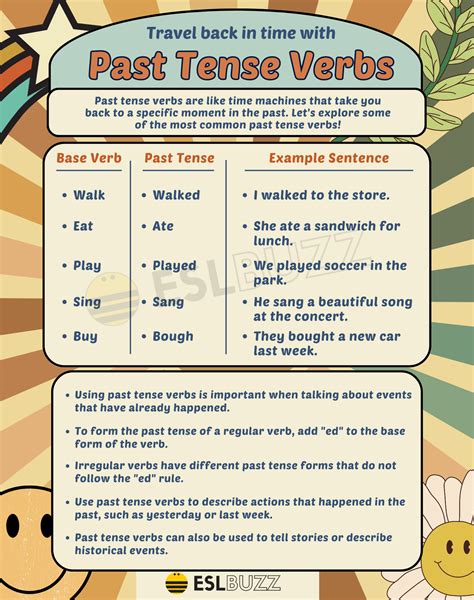 Travel back in time with
Past Tense Verbs
Past tense verbs are like time machines that take you
back to a specific moment in the past. Let's explore some
of the most common past tense verbs!
Base Verb Past Tense Example Sentence
• Walk • Walked • I walked to the store.
• Eat • Ate • She ate a sandwich for
lunch.
• Play • Played • We played soccer in the
park.
• Sing • Sang • He sang a beautiful song
at the concert.
• Buy • Bough • They bought a new car
last week.
ESLBUZZ
• Using past tense verbs is important when talking about events
that have already happened.
• To form the past tense of a regular verb, add "ed" to the base
form of the verb.
• Irregular verbs have different past tense forms that do not
follow the "ed" rule.
• Use past tense verbs to describe actions that happened in the
past, such as yesterday or last week.
• Past tense verbs can also be used to tell stories or describe
historical events.
ESLBUZZ